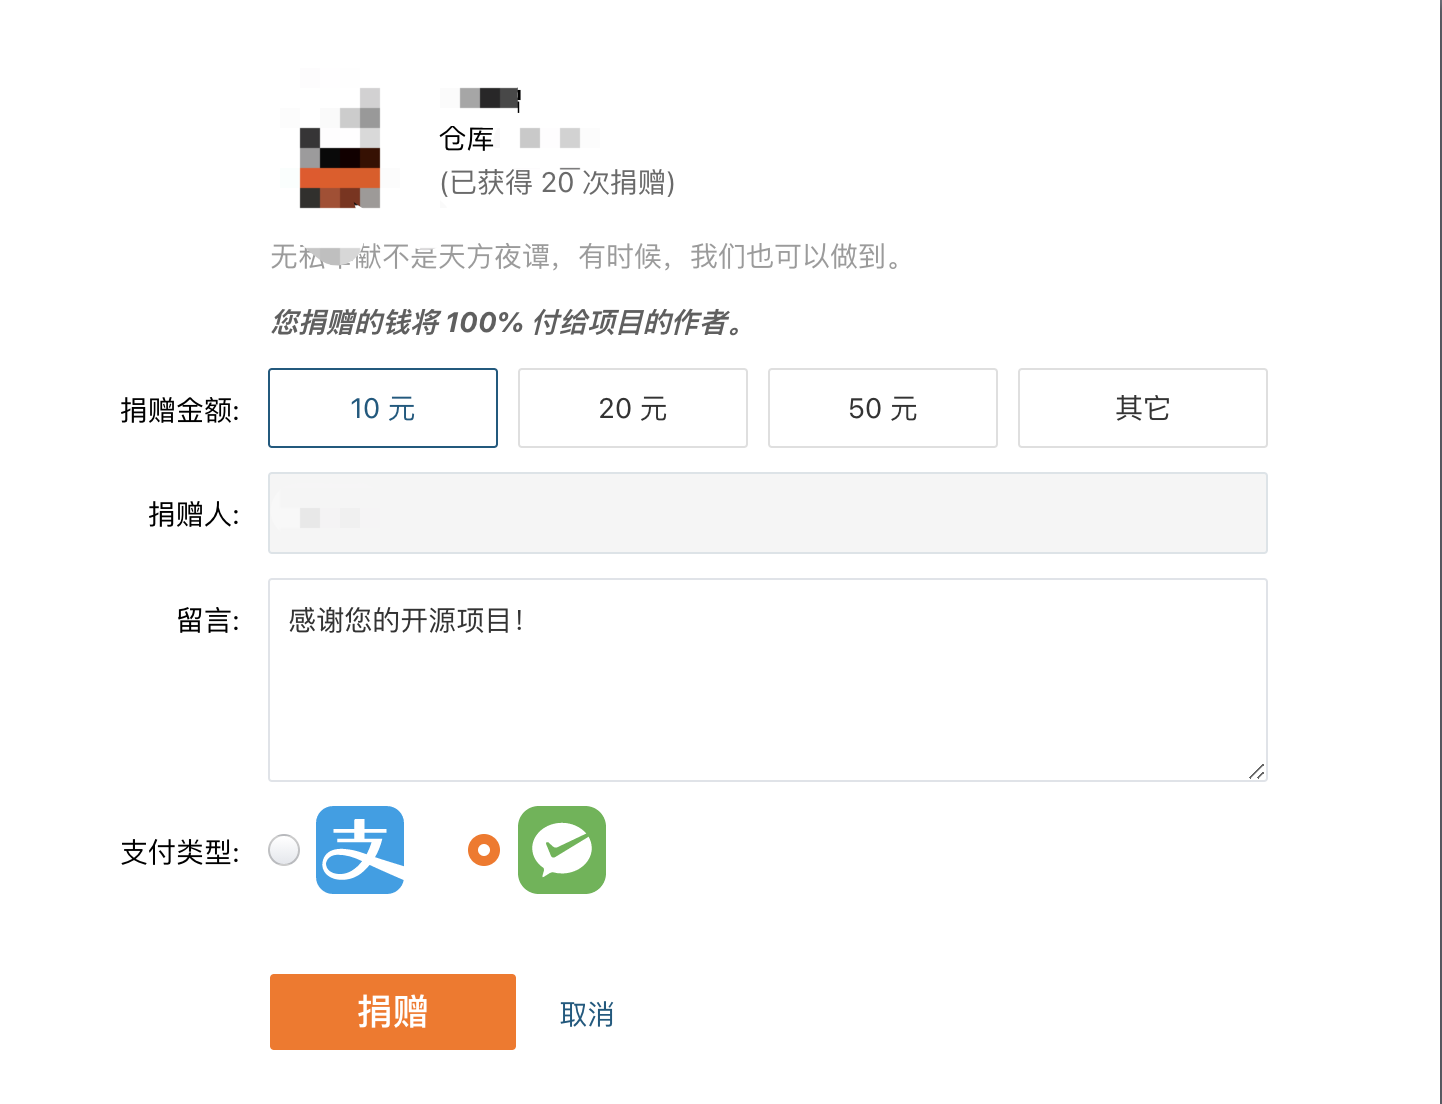 仓库
(已获得 20 次捐赠)
无私奉献不是天方夜谭，有时候，我们也可以做到。
您捐赠的钱将 100% 付给项目的作者。
捐赠金额: 10 元 20 元 50 元 其它
捐赠人:
留言: 感谢您的开源项目！
支付类型: 支
捐赠 取消